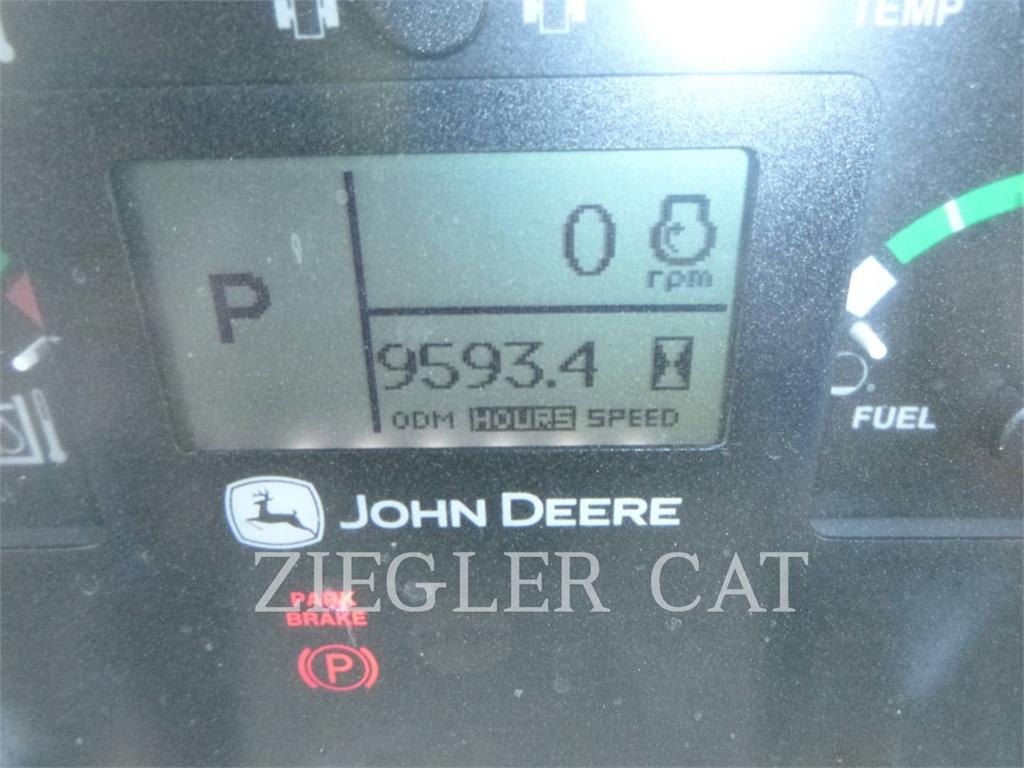 TEMP
0
rpm
P
9593.4
ODM HOURS SPEED
FUEL
JOHN DEERE
ZIEGLER CAT
PARK
BRAKE
P